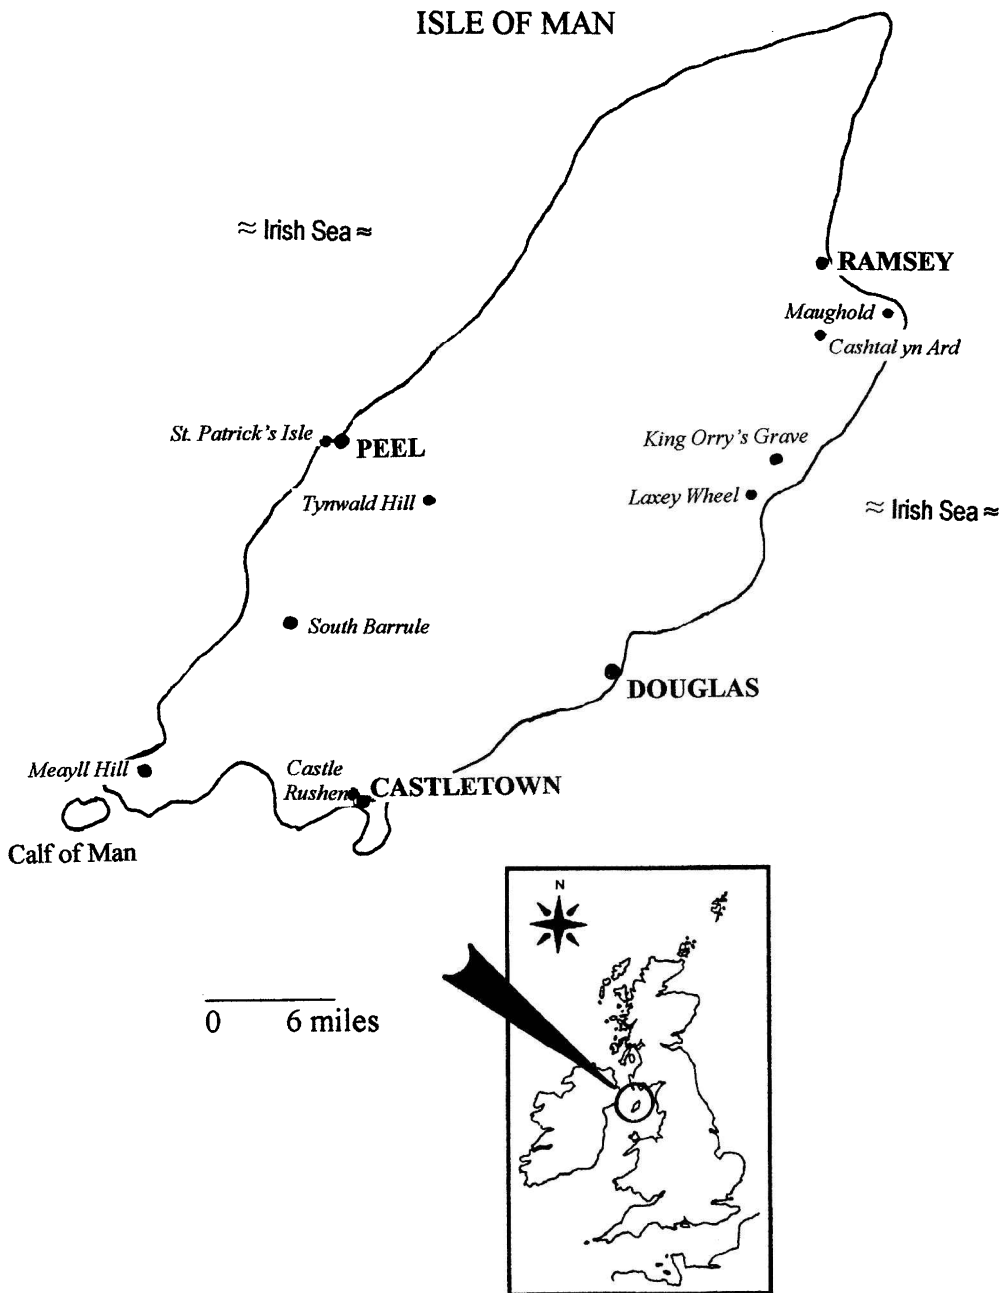 ISLE OF MAN
≈ Irish Sea ≈
RAMSEY
Maughold
Cashtal yn Ard
St. Patrick's Isle
PEEL
King Orry's Grave
Tynwald Hill
Laxey Wheel
≈ Irish Sea ≈
South Barrule
DOUGLAS
Meayll Hill
Castle
Rushen
CASTLETOWN
Calf of Man
N
0 6 miles